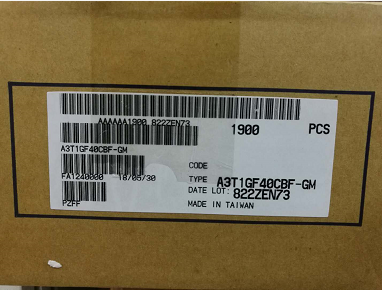 AAAAAA1900 822ZEN73
1900 PCS
A3T1GF40CBF-GM
CODE
FA1240000 18/05/30
TYPE A3T1GF40CBF-GM
DATE LOT: 822ZEN73
PZFF
MADE IN TAIWAN